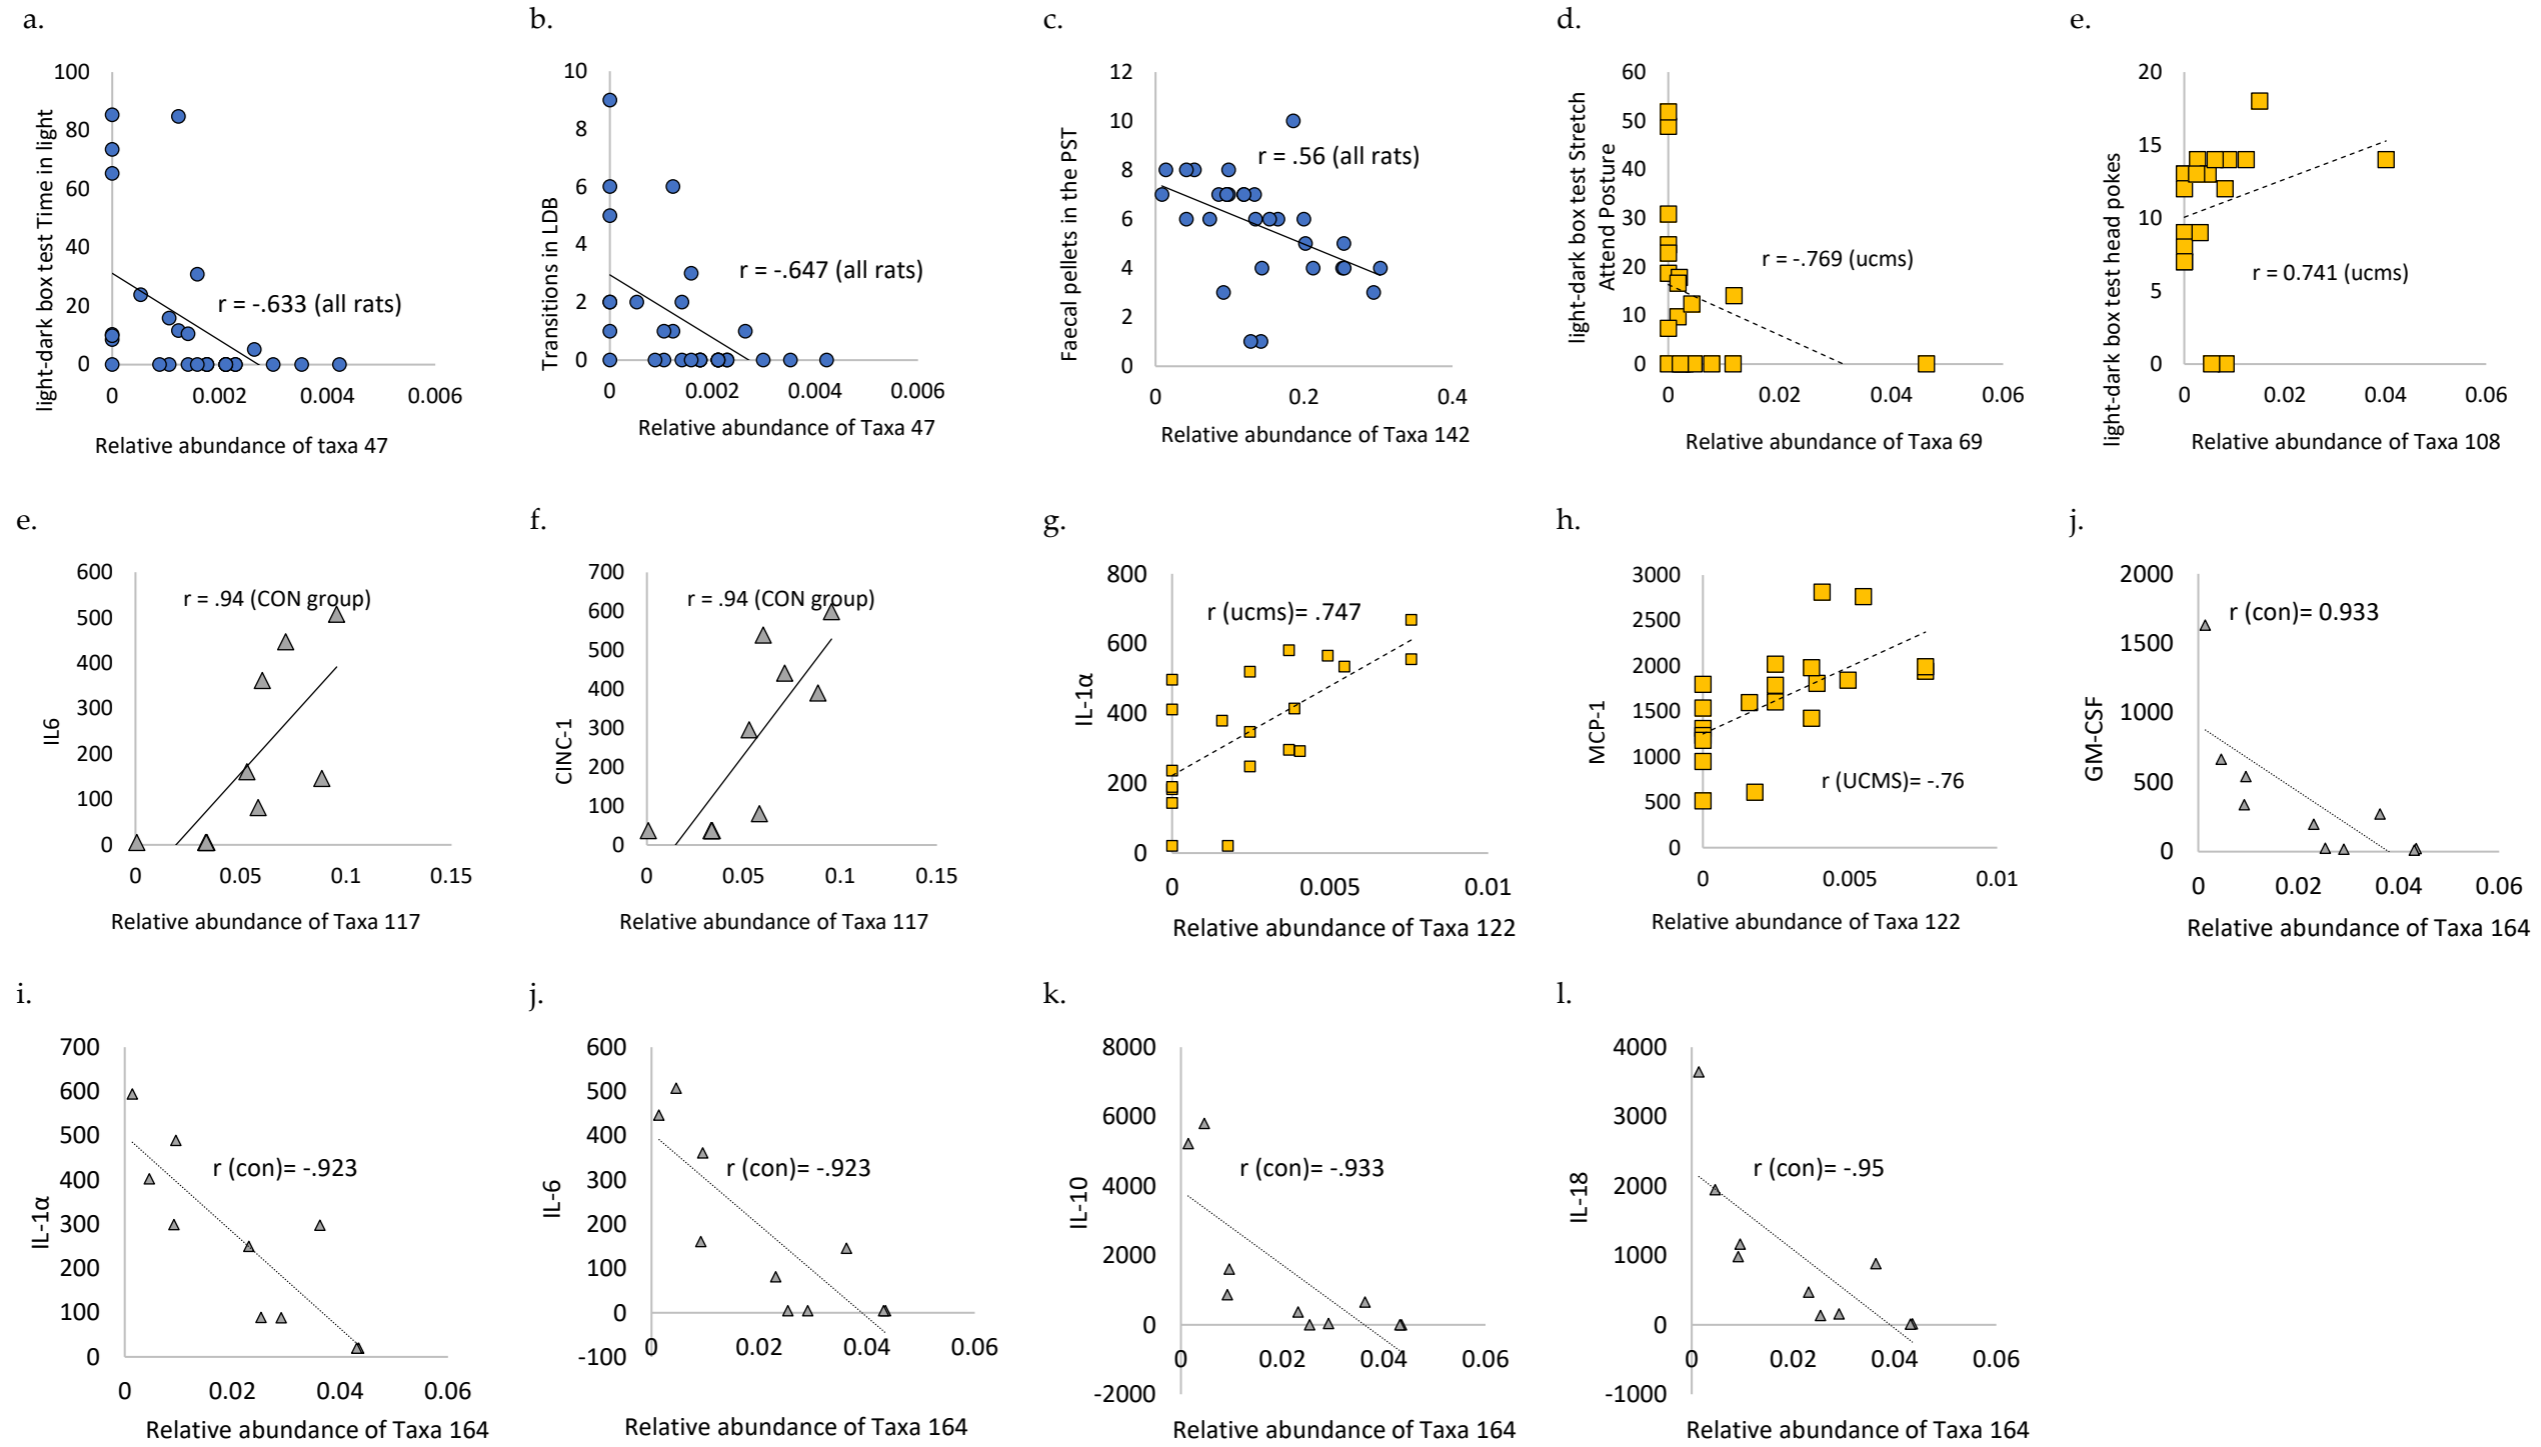 a.
100
80
60
40
20
0
0
0.002
0.004
0.006
light-dark box test Time in light
r = -.633 (all rats)
Relative abundance of taxa 47
b.
10
8
6
4
2
0
0
0.002
0.004
0.006
Transitions in LDB
r = -.647 (all rats)
Relative abundance of Taxa 47
c.
12
10
8
6
4
2
0
0
0.2
0.4
Faecal pellets in the PST
r = .56 (all rats)
Relative abundance of Taxa 142
d.
60
50
40
30
20
10
0
0
0.02
0.04
0.06
light-dark box test Stretch
Attend Posture
r = -.769 (ucms)
Relative abundance of Taxa 69
e.
20
15
10
5
0
0
0.02
0.04
0.06
light-dark box test head pokes
r = 0.741 (ucms)
Relative abundance of Taxa 108
e.
600
500
400
300
200
100
0
0
0.05
0.1
0.15
IL6
r = .94 (CON group)
Relative abundance of Taxa 117
f.
700
600
500
400
300
200
100
0
0
0.05
0.1
0.15
CINC-1
r = .94 (CON group)
Relative abundance of Taxa 117
g.
800
600
400
200
0
0
0.005
0.01
IL-1α
r (ucms)= .747
Relative abundance of Taxa 122
h.
3000
2500
2000
1500
1000
500
0
0
0.005
0.01
MCP-1
r (UCMS)= -.76
Relative abundance of Taxa 122
j.
2000
1500
1000
500
0
0
0.02
0.04
0.06
GM-CSF
r (con)= 0.933
Relative abundance of Taxa 164
i.
700
600
500
400
300
200
100
0
0
0.02
0.04
0.06
IL-1α
r (con)= -.923
Relative abundance of Taxa 164
j.
600
500
400
300
200
100
0
-100
0
0.02
0.04
0.06
IL-6
r (con)= -.923
Relative abundance of Taxa 164
k.
8000
6000
4000
2000
0
-2000
0
0.02
0.04
0.06
IL-10
r (con)= -.933
Relative abundance of Taxa 164
l.
4000
3000
2000
1000
0
-1000
0
0.02
0.04
0.06
IL-18
r (con)= -.95
Relative abundance of Taxa 164